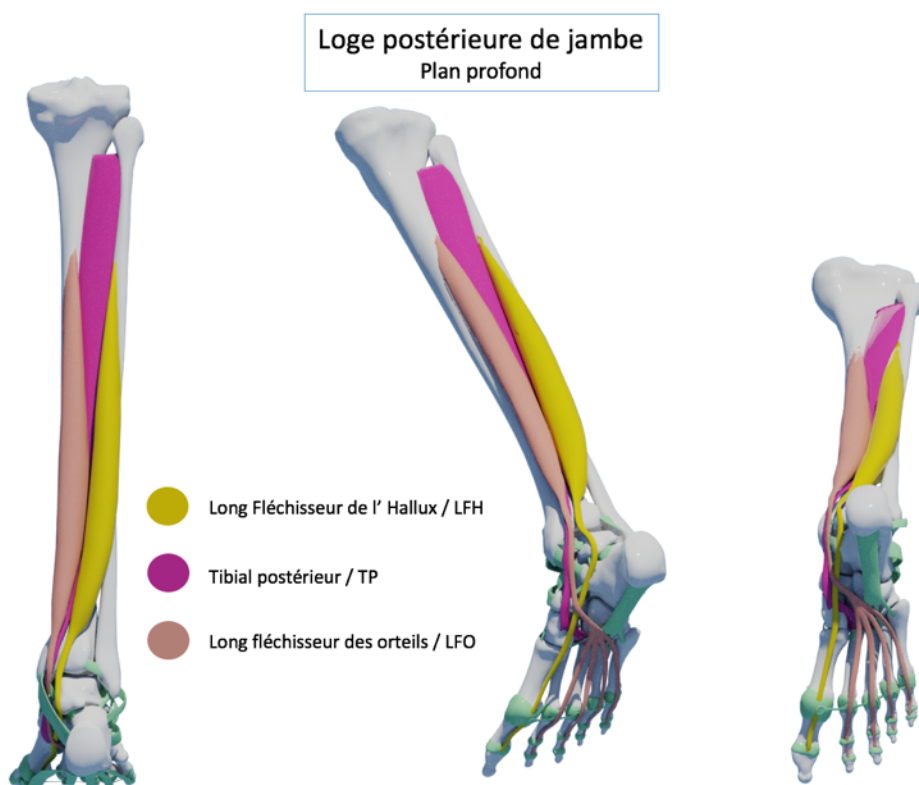 Loge postérieure de jambe
Plan profond
Long Fléchisseur de l' Hallux / LFH
Tibial postérieur / TP
Long fléchisseur des orteils / LFO